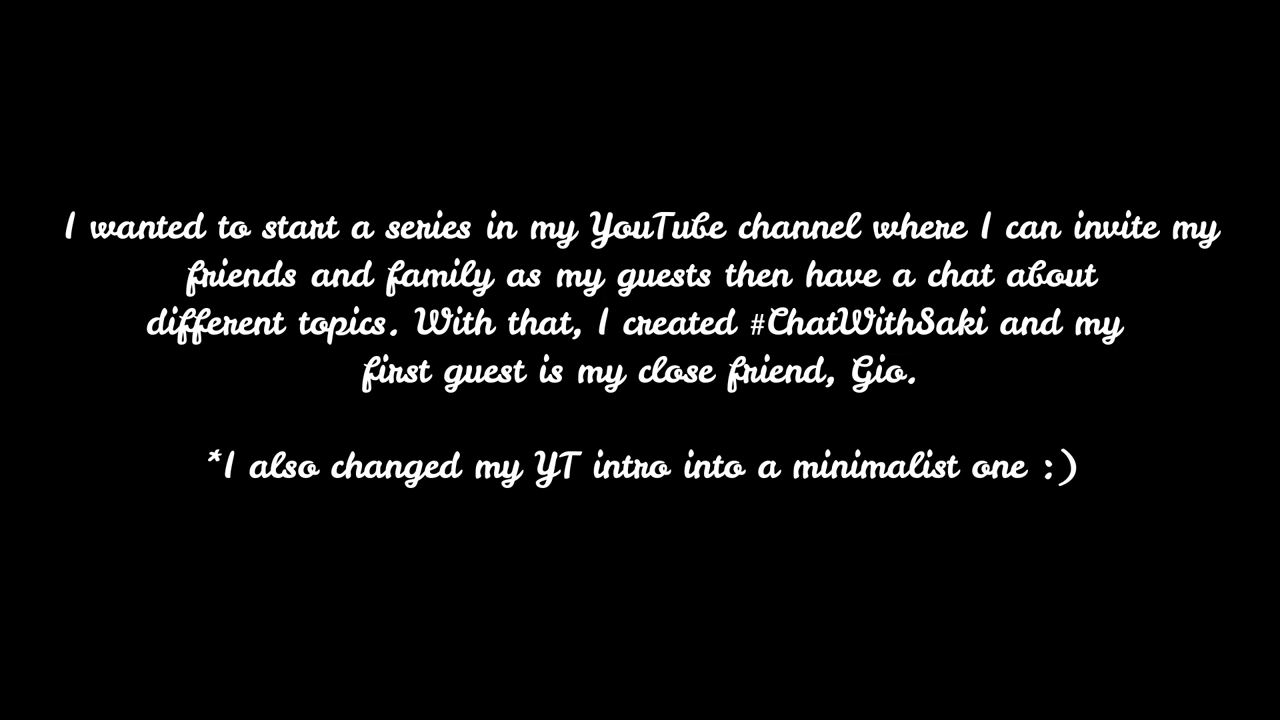 I wanted to start a series in my YouTube channel where I can invite my
friends and family as my guests then have a chat about
different topics. With that, I created #ChatWithSaki and my
first guest is my close friend, Gio.
*I also changed my YT intro into a minimalist one :)